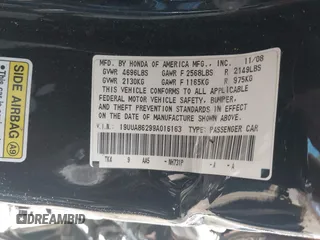 MFD. BY HONDA OF AMERICA MFG., INC. 11/08
GVWR 4696LBS GAWR F 2568LBS R 2149LBS
GVWR 2130KG GAWR F 1165KG R 975KG
THIS VEHICLE CONFORMS TO ALL APPLICABLE
FEDERAL MOTOR VEHICLE SAFETY, BUMPER,
AND THEFT PREVENTION STANDARDS IN EFFECT
ON THE DATE OF MANUFACTURE SHOWN ABOVE.
V.I.N. 19UUA86299A016163 TYPE: PASSENGER CAR
SIDE AIRBAG
DREAMBID